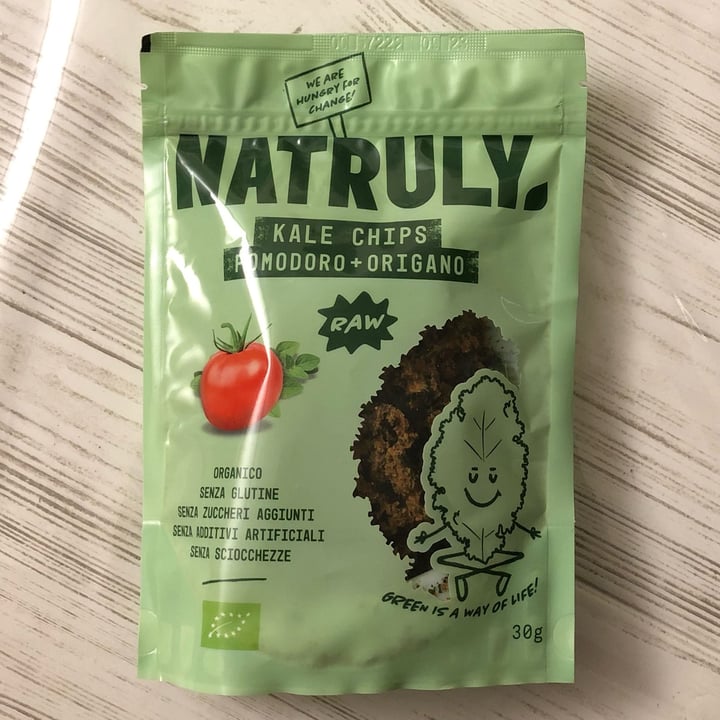 WE ARE
HUNGRY FOR
CHANGE!
NATRULY.
KALE CHIPS
POMODORO+ORIGANO
RAW
ORGANICO
SENZA GLUTINE
SENZA ZUCCHERI AGGIUNTI
SENZA ADDITIVI ARTIFICIALI
SENZA SCIOCCHEZZE
GREEN IS A WAY OF LIFE!
30g